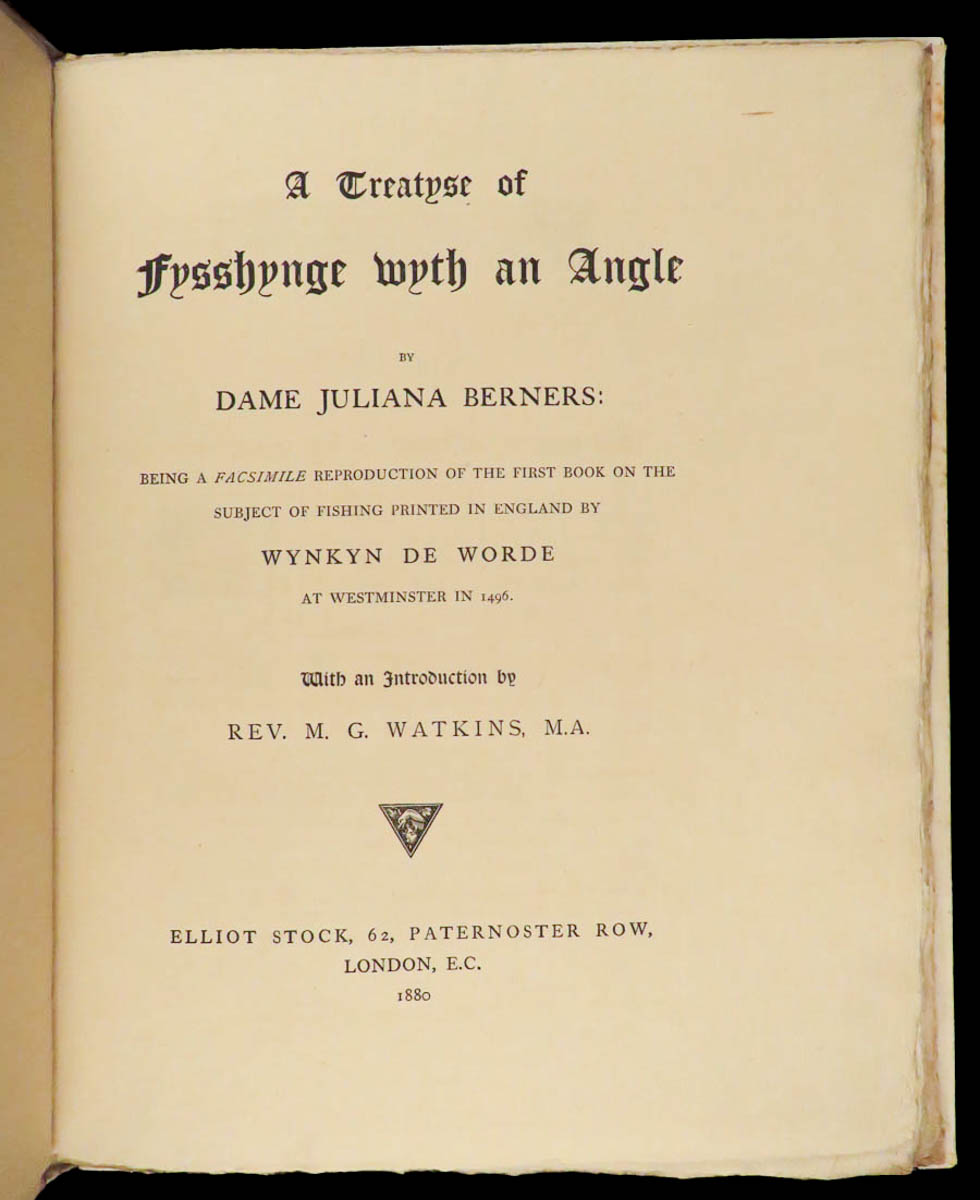 A Treatyse of
Fysshynge wyth an Angle
BY
DAME JULIANA BERNERS:
BEING A FACSIMILE REPRODUCTION OF THE FIRST BOOK ON THE
SUBJECT OF FISHING PRINTED IN ENGLAND BY
WYNKYN DE WORDE
AT WESTMINSTER IN 1496.
With an Introduction by
REV. M. G. WATKINS, M.A.
ELLIOT STOCK, 62, PATERNOSTER ROW,
LONDON, E.C.
1880